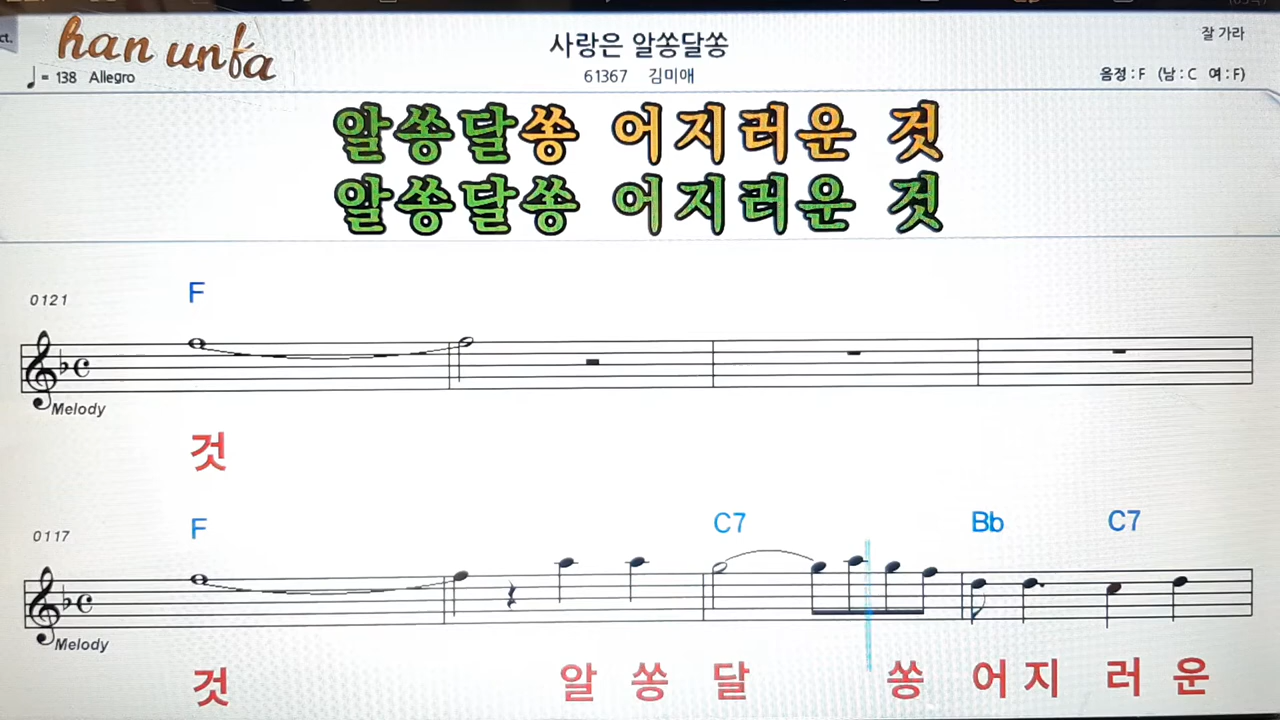 ct.
han unfa
사랑은 알쏭달쏭
잘 가라
♩ = 138 Allegro
61367 김미애
음정 : F (남 : C 여 : F)
알쏭달쏭 어지러운 것
알쏭달쏭 어지러운 것
0121
F
Melody
것
0117
F C7 Bb C7
Melody
것 알 쏭 달 쏭 어 지 러 운